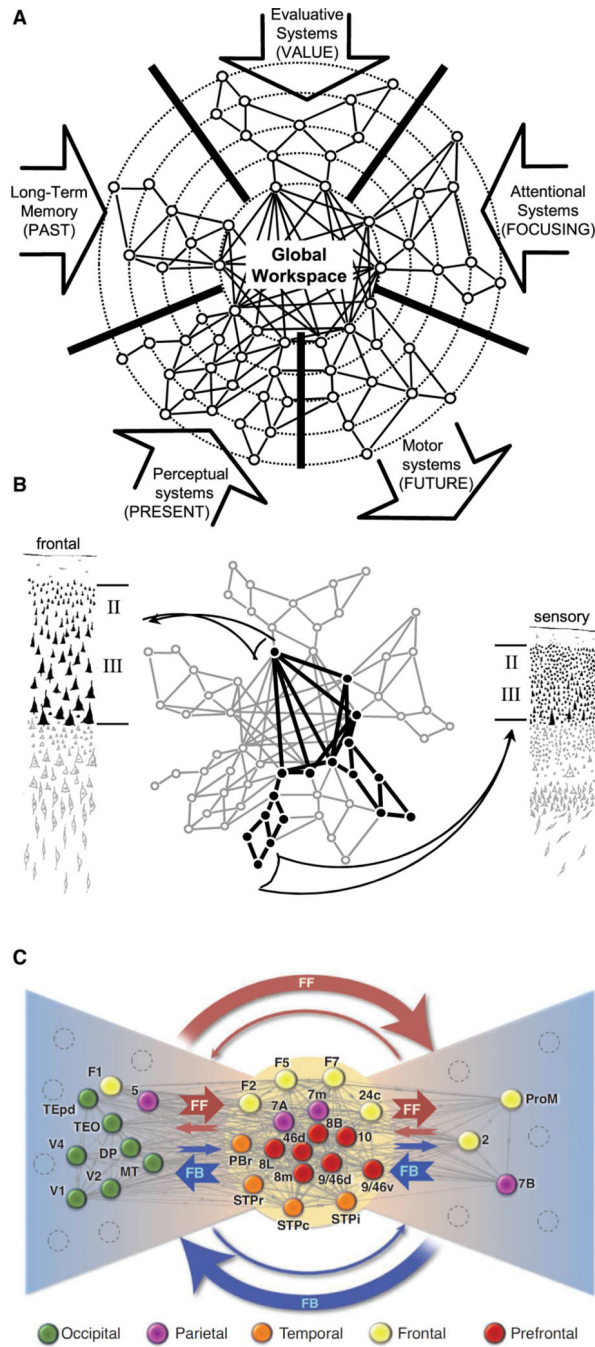 A
Evaluative
Systems
(VALUE)
Long-Term
Memory
(PAST)
Attentional
Systems
(FOCUSING)
Global
Workspace
Perceptual
systems
(PRESENT)
Motor
systems
(FUTURE)
B
frontal
II
III
sensory
II
III
C
FF
F1
5
TEpd
TEO
V4
DP
V2
MT
V1
FF
FB
F5
F7
F2
7m
24c
7A
8B
46d
10
PBr
8L
8m
9/46d
9/46v
STPr
STPc
STPi
FF
FB
ProM
2
7B
FB
Occipital
Parietal
Temporal
Frontal
Prefrontal